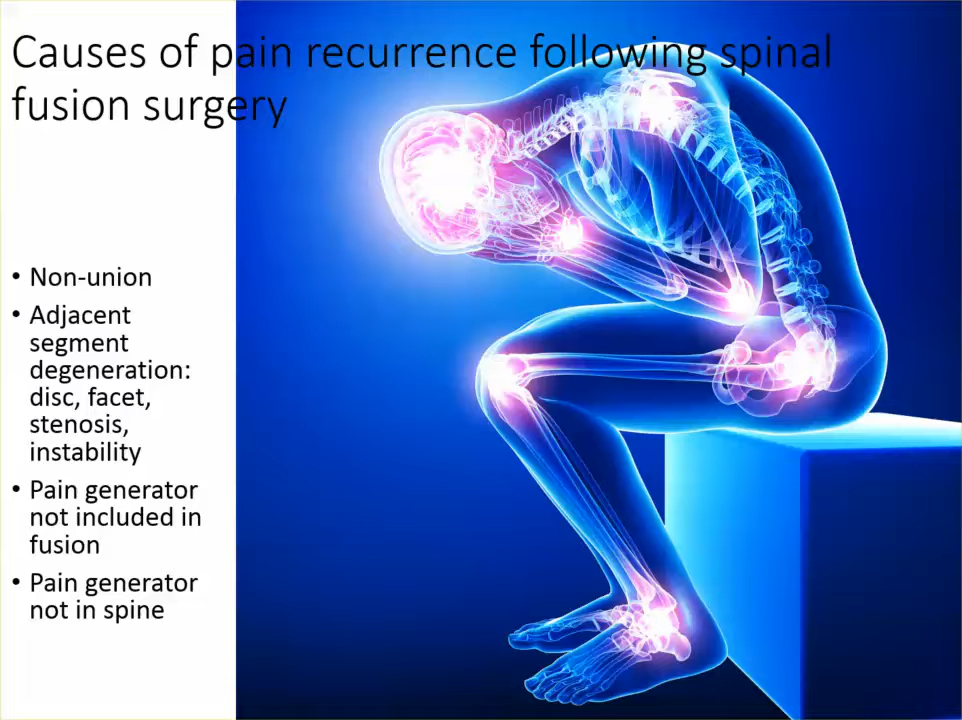 Causes of pain recurrence following spinal
fusion surgery
• Non-union
• Adjacent
segment
degeneration:
disc, facet,
stenosis,
instability
• Pain generator
not included in
fusion
• Pain generator
not in spine